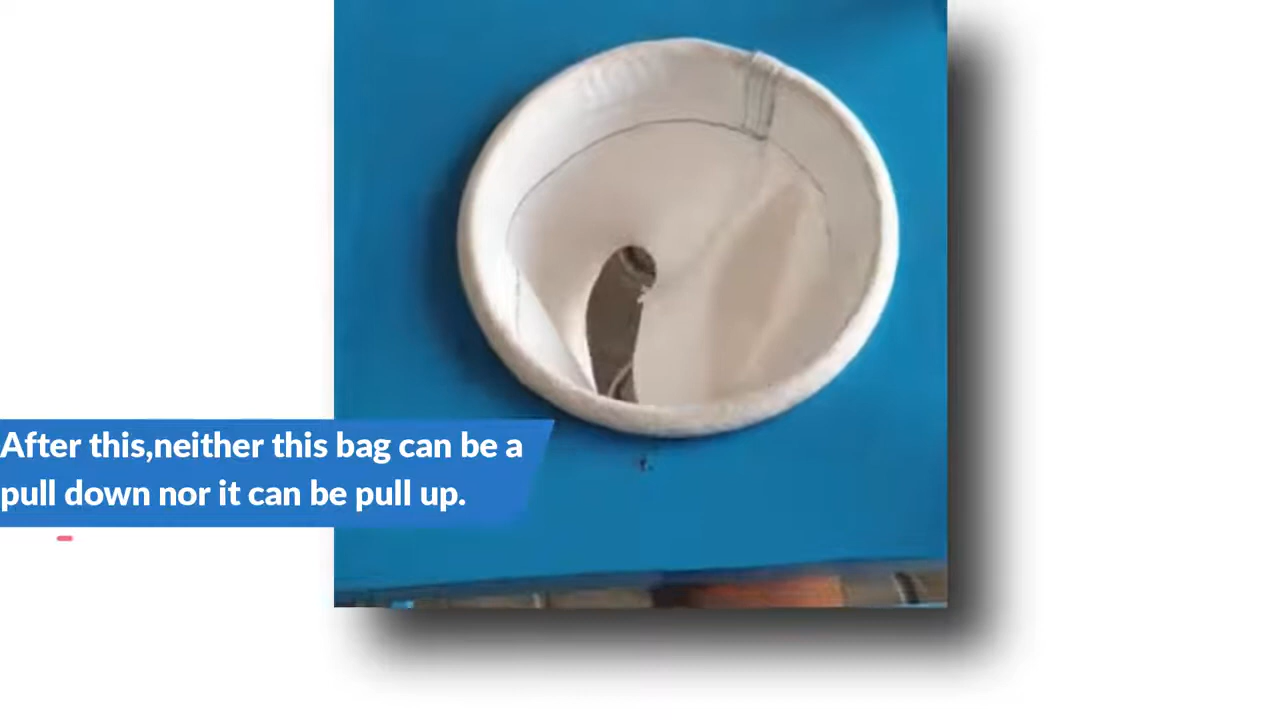 After this,neither this bag can be a
pull down nor it can be pull up.